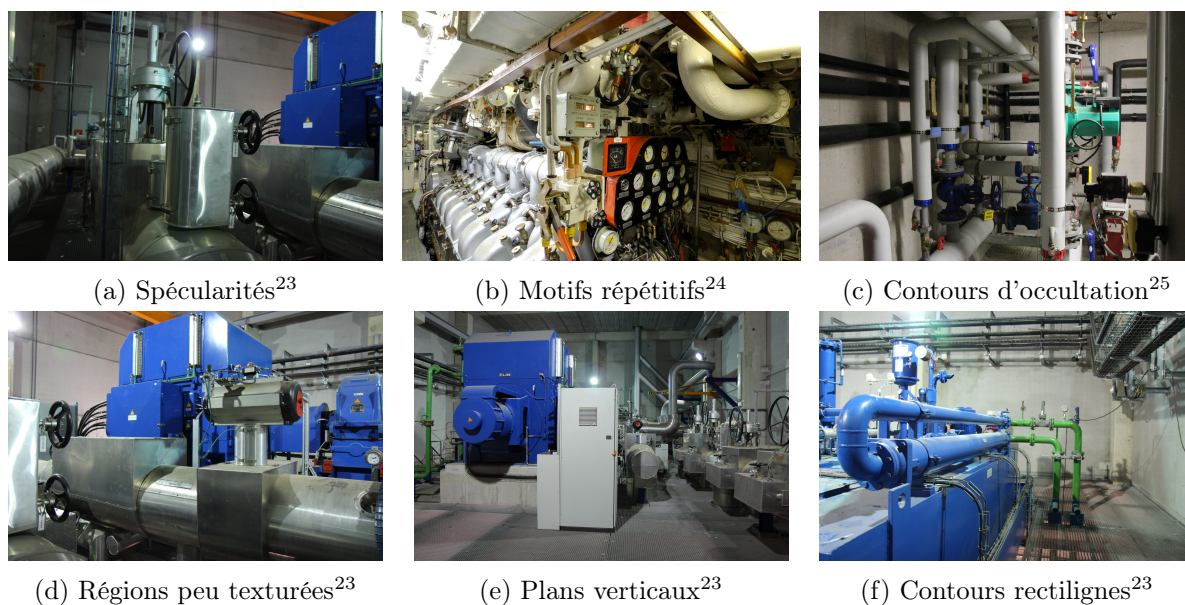 (a) Spécularités23
(b) Motifs répétitifs24
(c) Contours d'occultation25
(d) Régions peu texturées23
(e) Plans verticaux23
(f) Contours rectilignes23